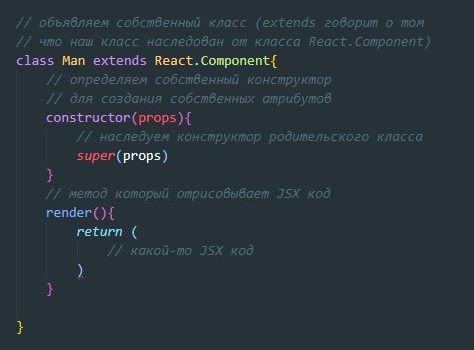 // объявляем собственный класс (extends говорит о том
// что наш класс наследован от класса React.Component)
class Man extends React.Component{
// определяем собственный конструктор
// для создания собственных атрибутов
constructor(props){
// наследуем конструктор родительского класса
super(props)
}
// метод который отрисовывает JSX код
render(){
return (
// какой-то JSX код
)
}
}